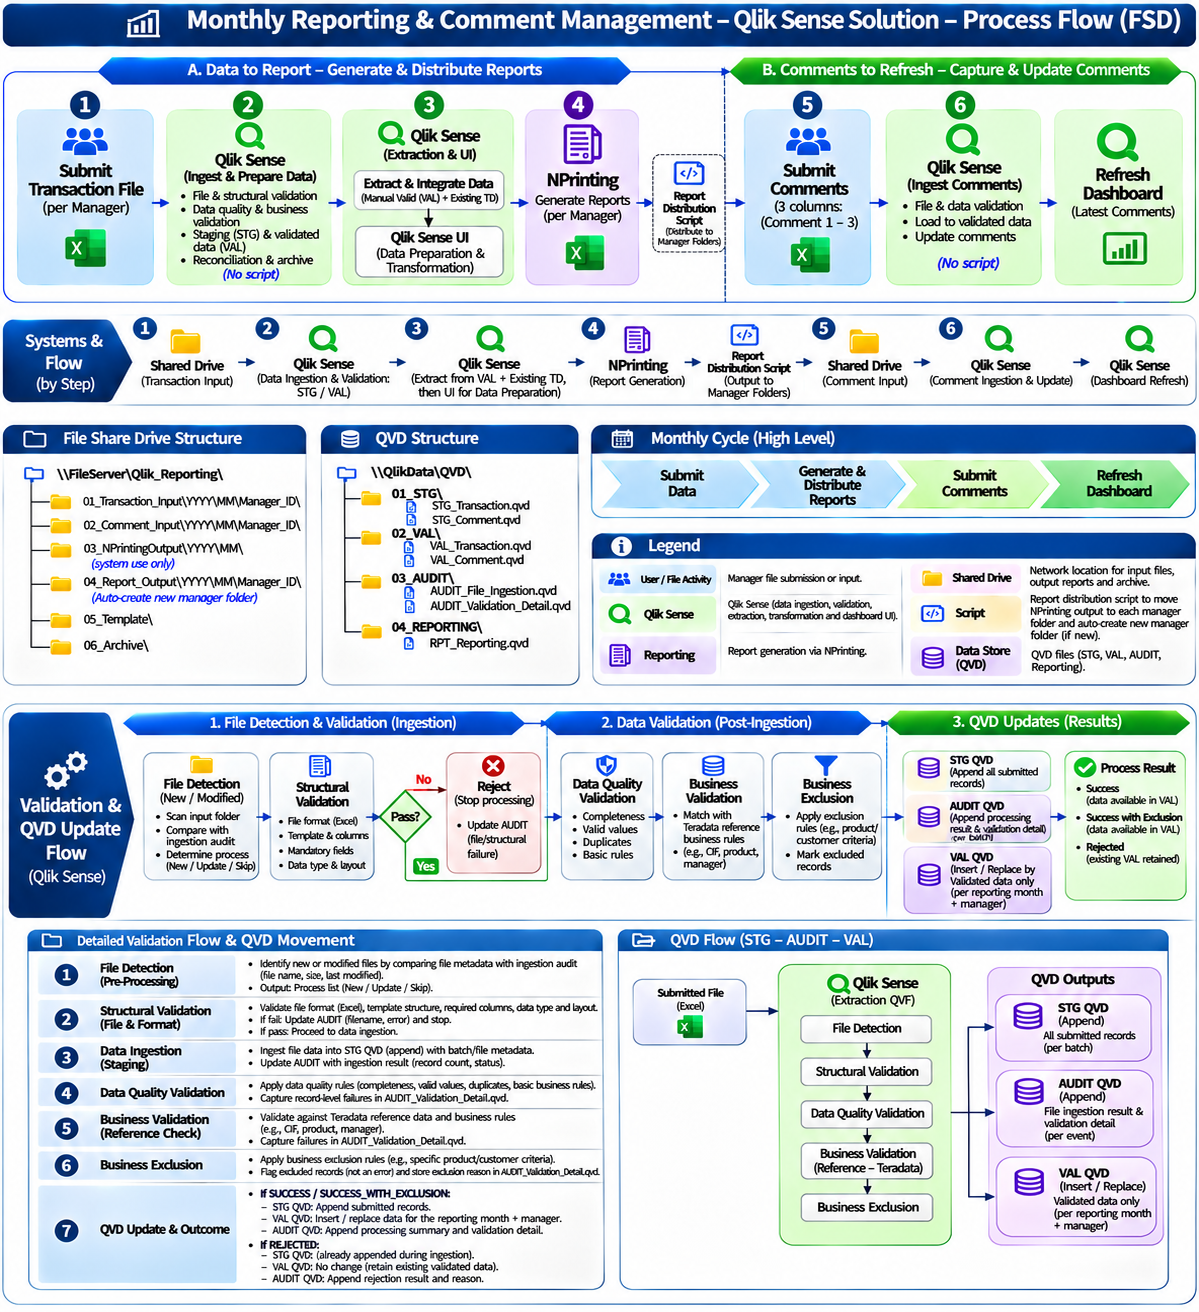 Monthly Reporting & Comment Management – Qlik Sense Solution – Process Flow (FSD)
A. Data to Report – Generate & Distribute Reports
B. Comments to Refresh – Capture & Update Comments
1
Submit
Transaction File
(per Manager)
2
Qlik Sense
(Ingest & Prepare Data)
• File & structural validation
• Data quality & business
validation
• Staging (STG) & validated
data (VAL)
• Reconciliation & archive
(No script)
3
Qlik Sense
(Extraction & UI)
Extract & Integrate Data
(Manual Valid (VAL) + Existing TD)
Qlik Sense UI
(Data Preparation &
Transformation)
4
NPrinting
Generate Reports
(per Manager)
Report
Distribution
Script
(Distribute to
Manager Folders)
5
Submit
Comments
(3 columns:
(Comment 1 – 3)
6
Qlik Sense
(Ingest Comments)
• File & data validation
• Load to validated data
• Update comments
(No script)
Refresh
Dashboard
(Latest Comments)
Systems &
Flow
(by Step)
1
Shared Drive
(Transaction Input)
2
Qlik Sense
(Data Ingestion & Validation:
STG / VAL)
3
Qlik Sense
(Extract from VAL + Existing TD,
then UI for Data Preparation)
4
NPrinting
(Report Generation)
Report
Distribution Script
(Output to
Manager Folders)
5
Shared Drive
(Comment Input)
6
Qlik Sense
(Comment Ingestion & Update)
Qlik Sense
(Dashboard Refresh)
File Share Drive Structure
\\FileServer\Qlik_Reporting\
01_Transaction_Input\YYYY\MM\Manager_ID\
02_Comment_Input\YYYY\MM\Manager_ID\
03_NPrintingOutput\YYYY\MM\
(system use only)
04_Report_Output\YYYY\MM\Manager_ID\
(Auto-create new manager folder)
05_Template\
06_Archive\
QVD Structure
\\QlikData\QVD\
01_STG\
STG_Transaction.qvd
STG_Comment.qvd
02_VAL\
VAL_Transaction.qvd
VAL_Comment.qvd
03_AUDIT\
AUDIT_File_Ingestion.qvd
AUDIT_Validation_Detail.qvd
04_REPORTING\
RPT_Reporting.qvd
Monthly Cycle (High Level)
Submit
Data
Generate &
Distribute
Reports
Submit
Comments
Refresh
Dashboard
Legend
User / File Activity
Manager file submission or input.
Qlik Sense
Qlik Sense (data ingestion, validation,
extraction, transformation and dashboard UI).
Reporting
Report generation via NPrinting.
Shared Drive
Network location for input files,
output reports and archive.
Script
Report distribution script to move
NPrinting output to each manager
folder and auto-create new manager
folder (if new).
Data Store
(QVD)
QVD files (STG, VAL, AUDIT,
Reporting).
Validation &
QVD Update
Flow
(Qlik Sense)
1. File Detection & Validation (Ingestion)
2. Data Validation (Post-Ingestion)
3. QVD Updates (Results)
File Detection
(New / Modified)
• Scan input folder
• Compare with
ingestion audit
• Determine process
(New / Update / Skip)
Structural
Validation
• File format (Excel)
• Template & columns
• Mandatory fields
• Data type & layout
Pass?
No
Yes
Reject
(Stop processing)
• Update AUDIT
(file/structural
failure)
Data Quality
Validation
• Completeness
• Valid values
• Duplicates
• Basic rules
Business
Validation
• Match with
Teradata reference
business rules
• (e.g., CIF, product,
manager)
Business
Exclusion
• Apply exclusion
rules (e.g., product/
customer criteria)
• Mark excluded
records
STG QVD
(Append all submitted
records)
AUDIT QVD
(Append processing
result & validation detail)
VAL QVD
(Insert / Replace by
Validated data only
(per reporting month
+ manager)
Process Result
• Success
(data available in VAL)
• Success with Exclusion
(data available in VAL)
• Rejected
(existing VAL retained)
Detailed Validation Flow & QVD Movement
1
File Detection
(Pre-Processing)
• Identify new or modified files by comparing file metadata with ingestion audit
(file name, size, last modified).
• Output: Process list (New / Update / Skip).
2
Structural Validation
(File & Format)
• Validate file format (Excel), template structure, required columns, data type and layout.
• If fail: Update AUDIT (filename, error) and stop.
• If pass: Proceed to data ingestion.
3
Data Ingestion
(Staging)
• Ingest file data into STG QVD (append) with batch/file metadata.
• Update AUDIT with ingestion result (record count, status).
4
Data Quality Validation
• Apply data quality rules (completeness, valid values, duplicates, basic business rules).
• Capture record-level failures in AUDIT_Validation_Detail.qvd.
5
Business Validation
(Reference Check)
• Validate against Teradata reference data and business rules
(e.g., CIF, product, manager).
• Capture failures in AUDIT_Validation_Detail.qvd.
6
Business Exclusion
• Apply business exclusion rules (e.g., specific product/customer criteria).
• Flag excluded records (not an error) and store exclusion reason in AUDIT_Validation_Detail.qvd.
7
QVD Update & Outcome
• If SUCCESS / SUCCESS_WITH_EXCLUSION:
– STG QVD: Append submitted records.
– VAL QVD: Insert / replace data for the reporting month + manager.
– AUDIT QVD: Append processing summary and validation detail.
• If REJECTED:
– STG QVD: (already appended during ingestion).
– VAL QVD: No change (retain existing validated data).
– AUDIT QVD: Append rejection result and reason.
QVD Flow (STG – AUDIT – VAL)
Submitted File
(Excel)
Qlik Sense
(Extraction QVF)
File Detection
Structural Validation
Data Quality Validation
Business Validation
(Reference – Teradata)
Business Exclusion
QVD Outputs
STG QVD
(Append)
All submitted records
(per batch)
AUDIT QVD
(Append)
File ingestion result &
validation detail
(per event)
VAL QVD
(Insert / Replace)
Validated data only
(per reporting month
+ manager)